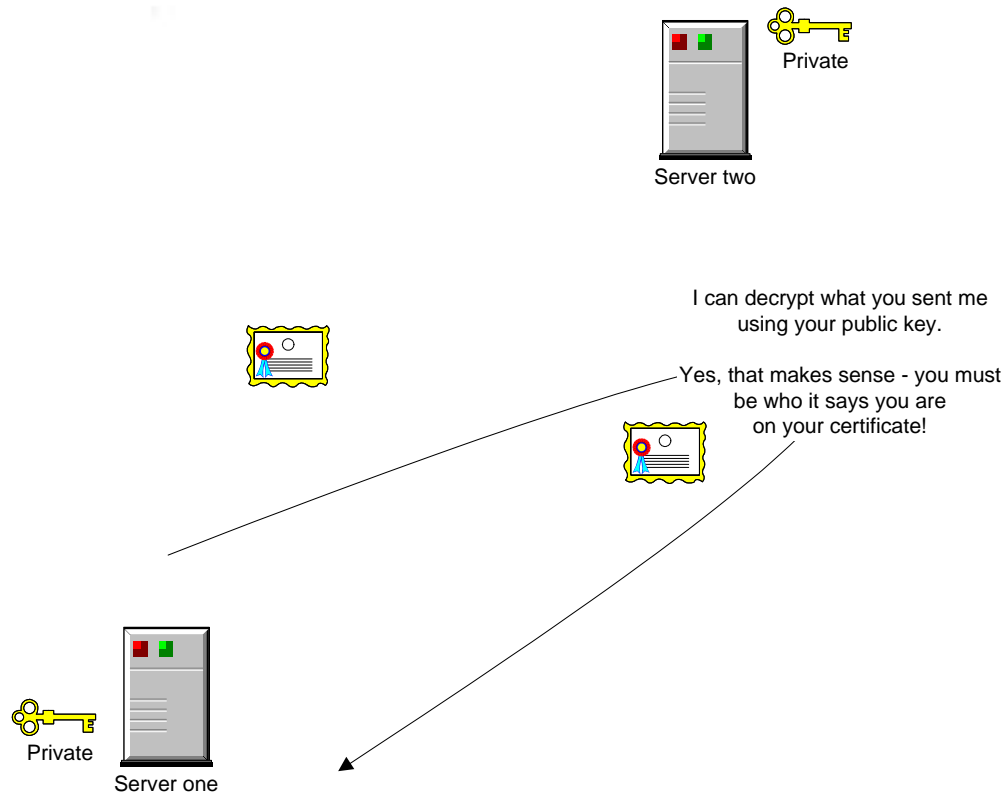 Private
Server two
I can decrypt what you sent me
using your public key.
Yes, that makes sense - you must
be who it says you are
on your certificate!
Private
Server one